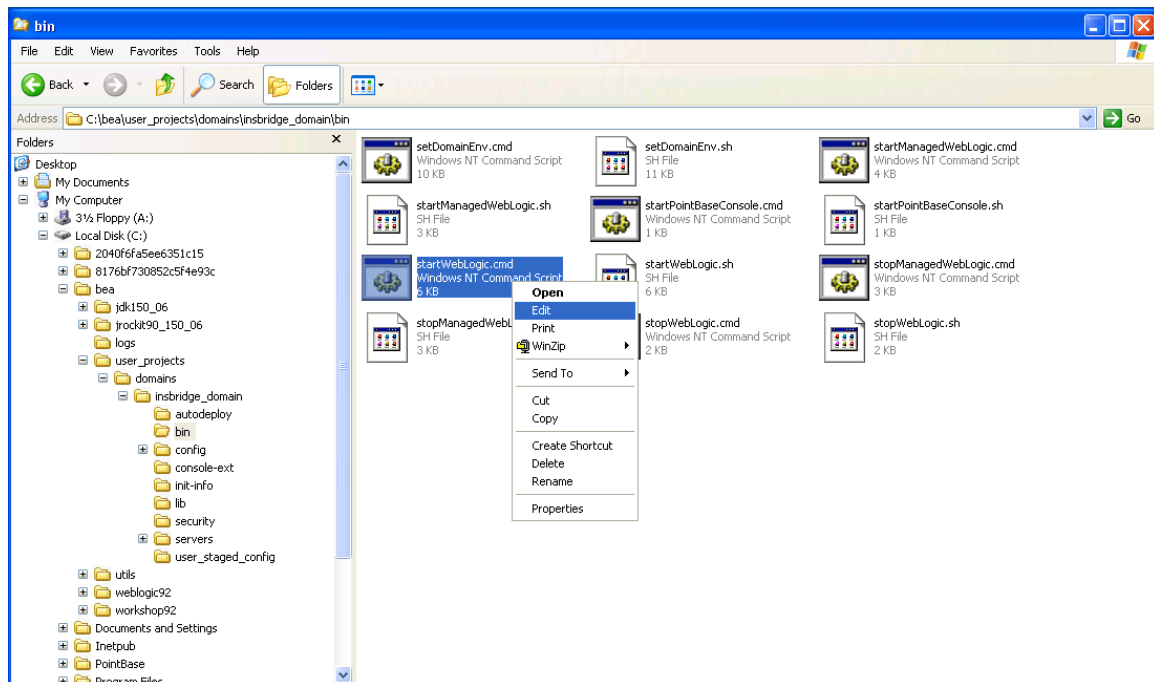 bin
File Edit View Favorites Tools Help
Back Search Folders
Address C:\bea\user_projects\domains\insbridge_domain\bin Go
Folders x
Desktop
My Documents
My Computer
3½ Floppy (A:)
Local Disk (C:)
2040f6fa5ee6351c15
8176bf730852c5f4e93c
bea
jdk150_06
jrockit90_150_06
logs
user_projects
domains
insbridge_domain
autodeploy
bin
config
console-ext
init-info
lib
security
servers
user_staged_config
utils
weblogic92
workshop92
Documents and Settings
Inetpub
PointBase
Program Files
setDomainEnv.cmd
Windows NT Command Script
10 KB
setDomainEnv.sh
SH File
11 KB
startManagedWebLogic.cmd
Windows NT Command Script
4 KB
startManagedWebLogic.sh
SH File
3 KB
startPointBaseConsole.cmd
Windows NT Command Script
1 KB
startPointBaseConsole.sh
SH File
1 KB
startWebLogic.cmd
Windows NT Command Script
6 KB
startWebLogic.sh
SH File
6 KB
stopManagedWebLogic.cmd
Windows NT Command Script
3 KB
stopManagedWebL
SH File
3 KB
stopWebLogic.cmd
Windows NT Command Script
2 KB
stopWebLogic.sh
SH File
2 KB
Open
Edit
Print
WinZip
Send To
Cut
Copy
Create Shortcut
Delete
Rename
Properties